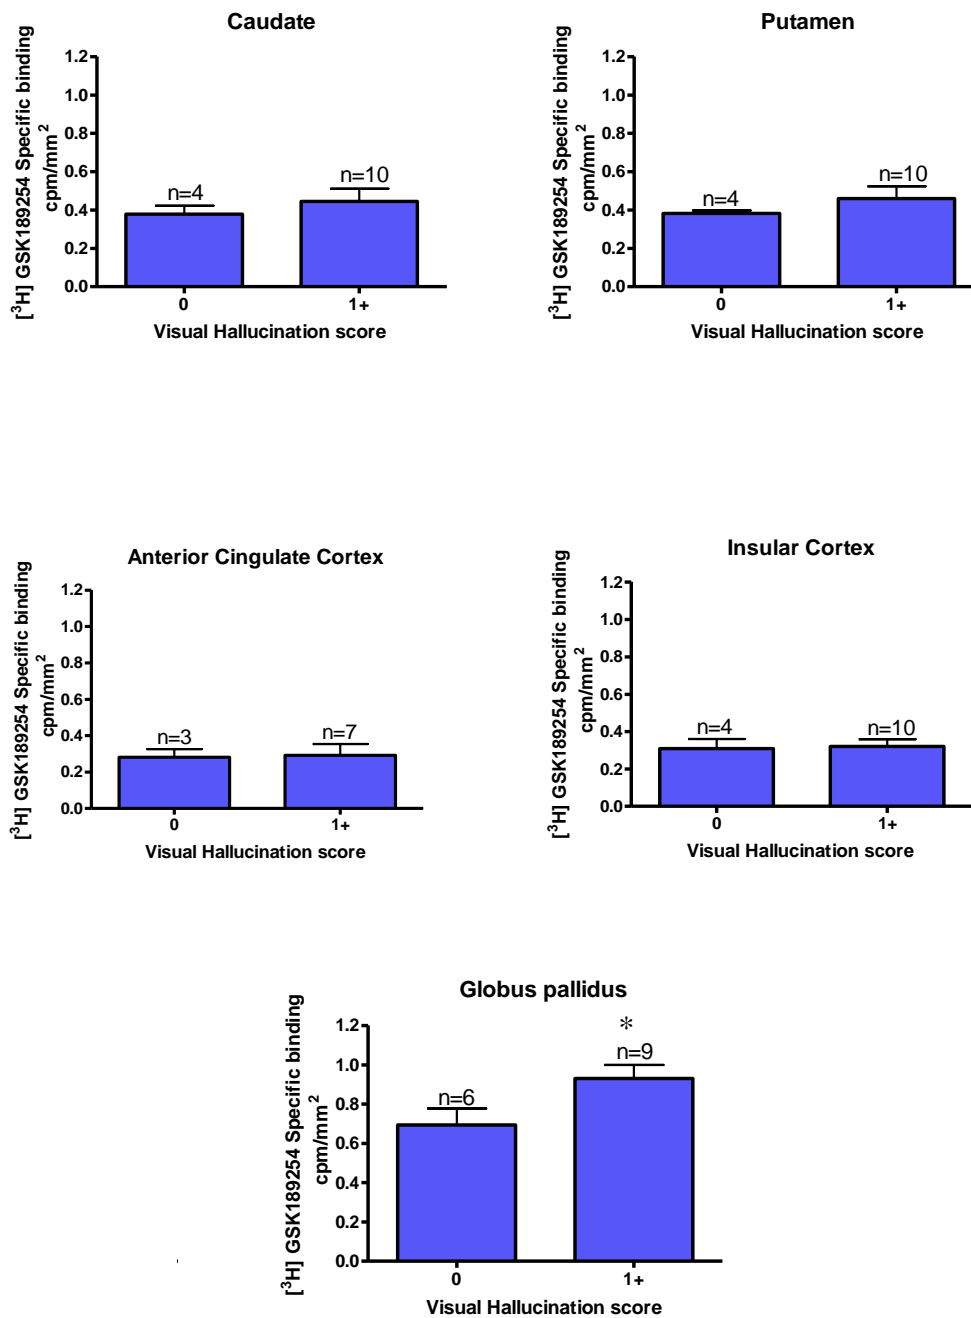 Caudate
[³H] GSK189254 Specific binding
cpm/mm²
1.2
1.0
0.8
0.6
0.4
0.2
0.0
n=4
n=10
0
1+
Visual Hallucination score
Putamen
[³H] GSK189254 Specific binding
cpm/mm²
1.2
1.0
0.8
0.6
0.4
0.2
0.0
n=4
n=10
0
1+
Visual Hallucination score
Anterior Cingulate Cortex
[³H] GSK189254 Specific binding
cpm/mm²
1.2
1.0
0.8
0.6
0.4
0.2
0.0
n=3
n=7
0
1+
Visual Hallucination score
Insular Cortex
[³H] GSK189254 Specific binding
cpm/mm²
1.2
1.0
0.8
0.6
0.4
0.2
0.0
n=4
n=10
0
1+
Visual Hallucination score
Globus pallidus
[³H] GSK189254 Specific binding
cpm/mm²
1.2
1.0
0.8
0.6
0.4
0.2
0.0
n=6
*
n=9
0
1+
Visual Hallucination score